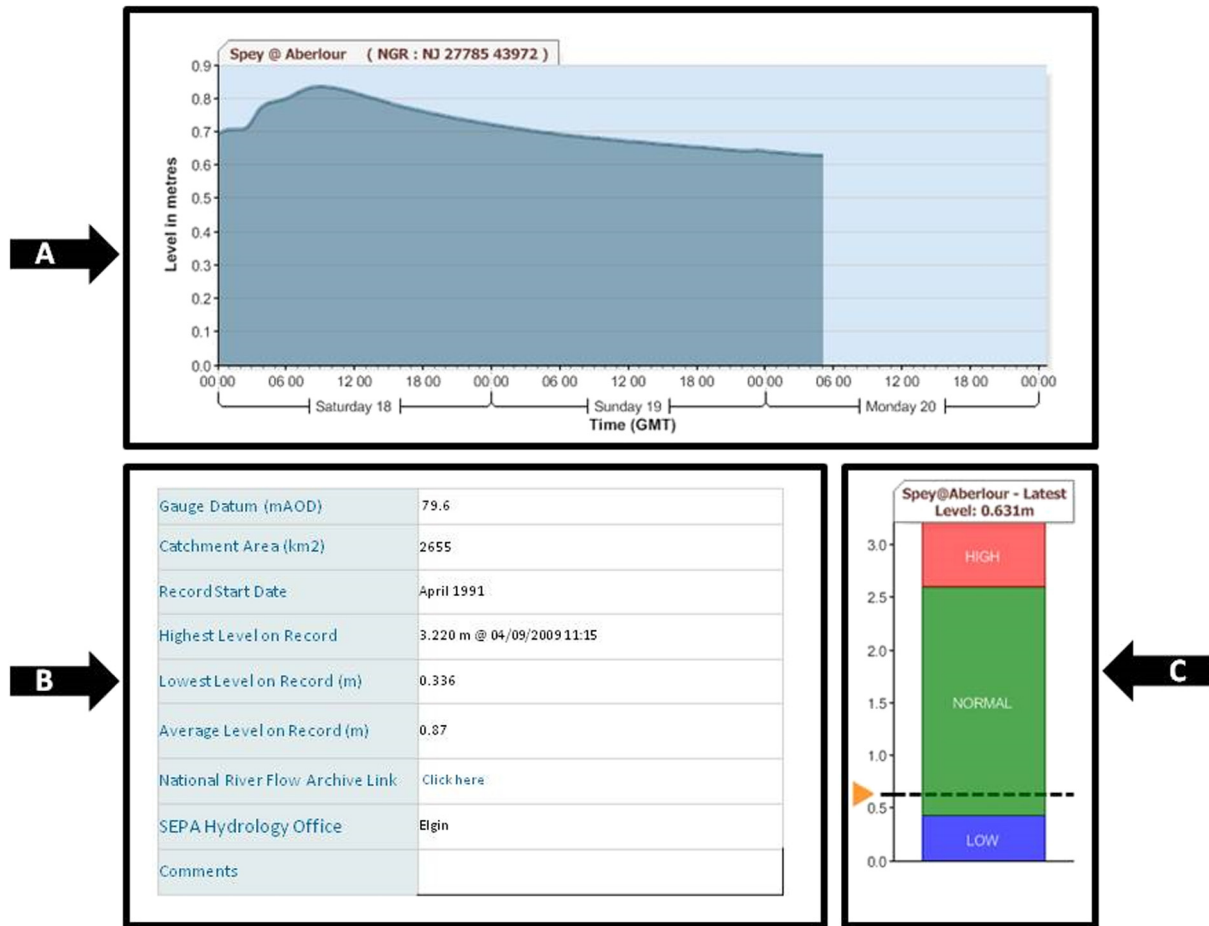 Spey @ Aberlour ( NGR : NJ 27785 43972 )
0.9
0.8
0.7
0.6
0.5
0.4
0.3
0.2
0.1
0.0
Level in metres
00 00 06 00 12 00 18 00 00 00 06 00 12 00 18 00 00 00 06 00 12 00 18 00 00 00
Saturday 18 Sunday 19 Monday 20
Time (GMT)
A
Gauge Datum (mAOD) 79.6
Catchment Area (km2) 2655
Record Start Date April 1991
Highest Level on Record 3.220 m @ 04/09/2009 11:15
Lowest Level on Record (m) 0.336
Average Level on Record (m) 0.87
National River Flow Archive Link Click here
SEPA Hydrology Office Elgin
Comments
B
Spey@Aberlour - Latest
Level: 0.631m
3.0
2.5
2.0
1.5
1.0
0.5
0.0
HIGH
NORMAL
LOW
C